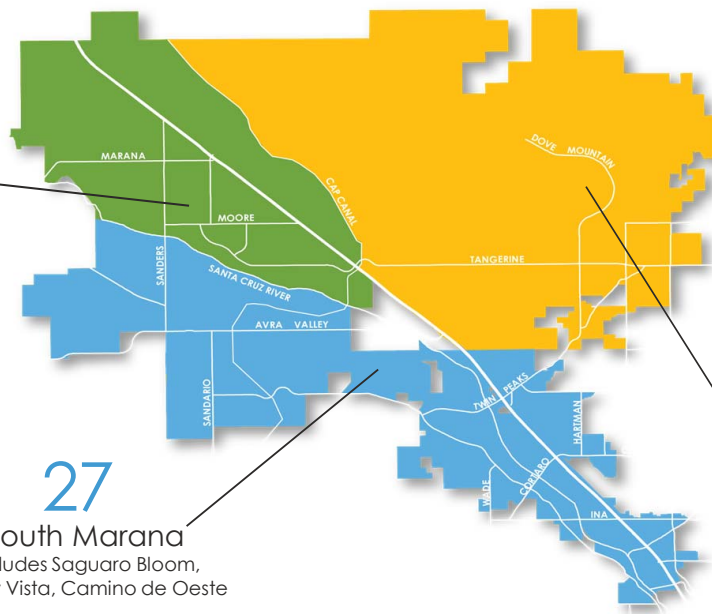 DOVE MOUNTAIN
MARANA
CAP CANAL
MOORE
SANDERS
TANGERINE
SANTA CRUZ RIVER
AVRA VALLEY
SANDARIO
TWIN PEAKS
HARTMAN
CORTARO
WADE
INA
27
outh Marana
ludes Saguaro Bloom,
Vista, Camino de Oeste